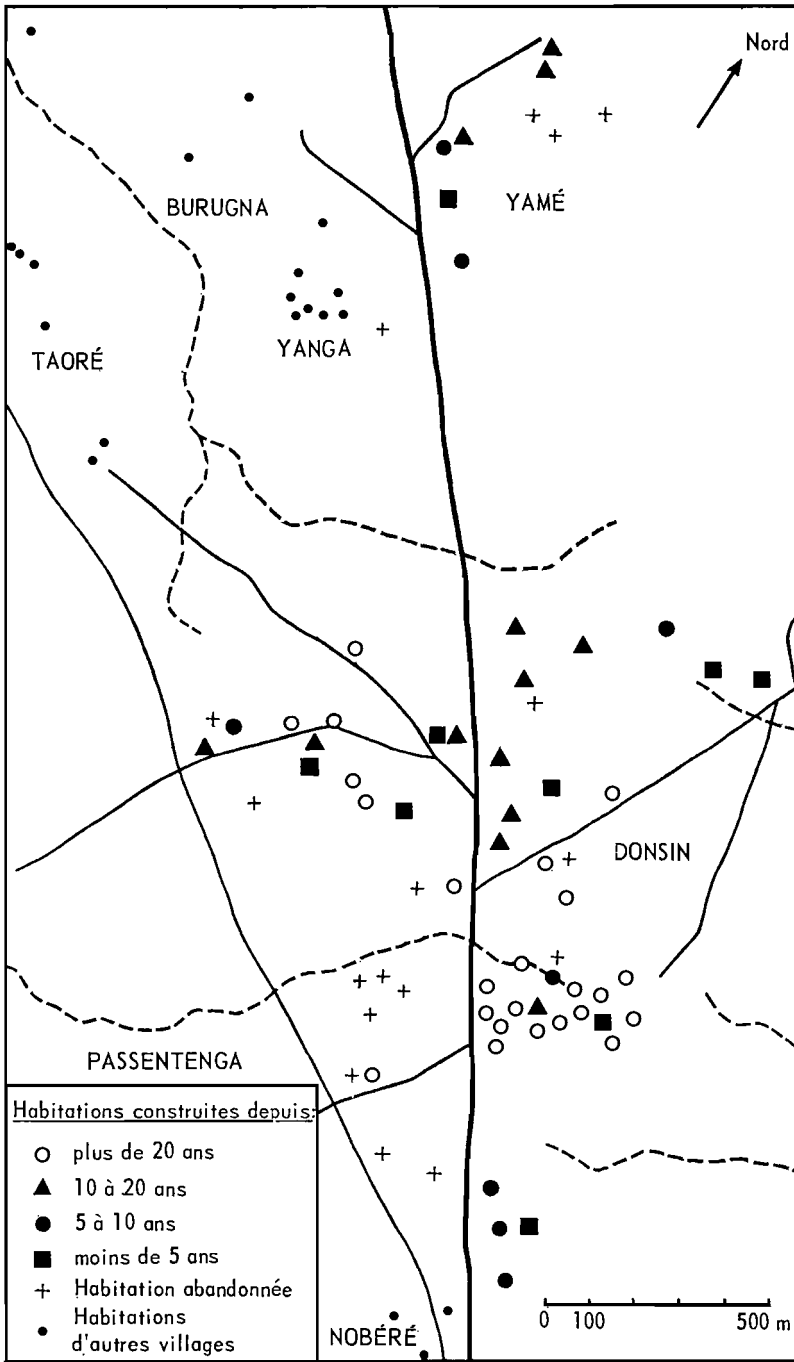 Nord
BURUGNA
YAMÉ
TAORÉ
YANGA
DONSIN
PASSENTENGA
Habitations construites depuis:
plus de 20 ans
10 à 20 ans
5 à 10 ans
moins de 5 ans
Habitation abandonnée
Habitations
d'autres villages
NOBÉRÉ
0 100 500 m